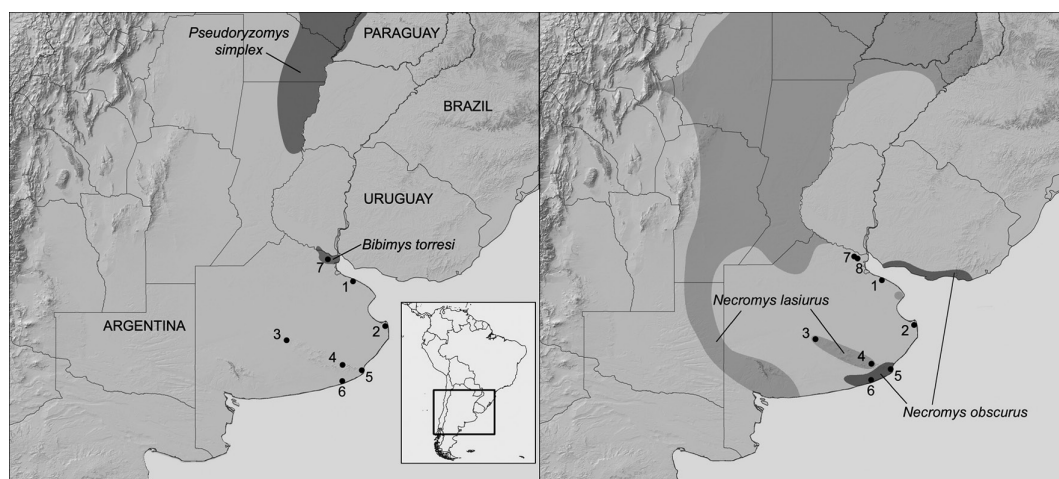 Pseudoryzomys
simplex
PARAGUAY
BRAZIL
URUGUAY
Bibimys torresi
7
1
ARGENTINA
2
3
4
5
6
7
8
1
Necromys lasiurus
2
3
4
5
6
Necromys obscurus